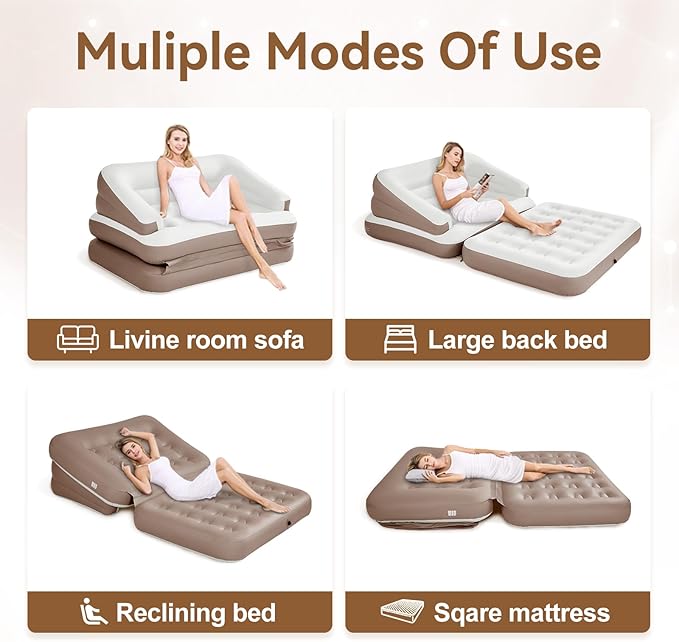 Muliple Modes Of Use
Livine room sofa
Large back bed
Reclining bed
Sqare mattress